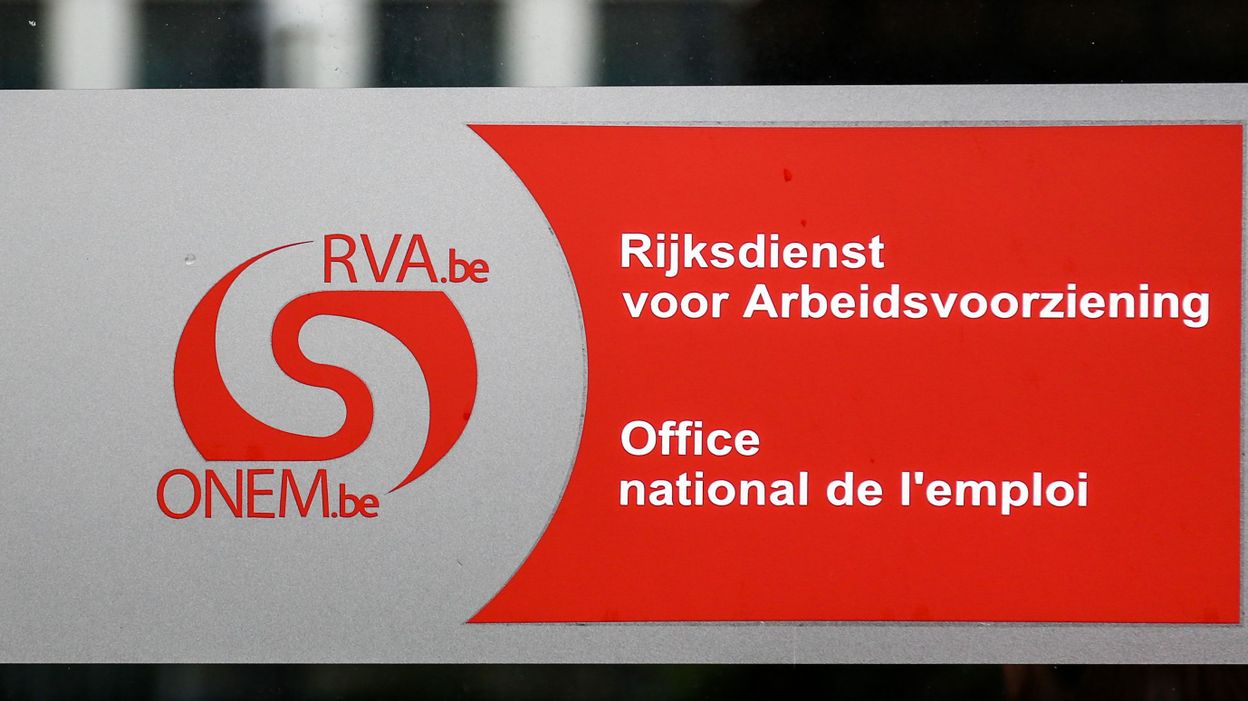 RVA.be
ONEM.be
Rijksdienst
voor Arbeidsvoorziening
Office
national de l'emploi